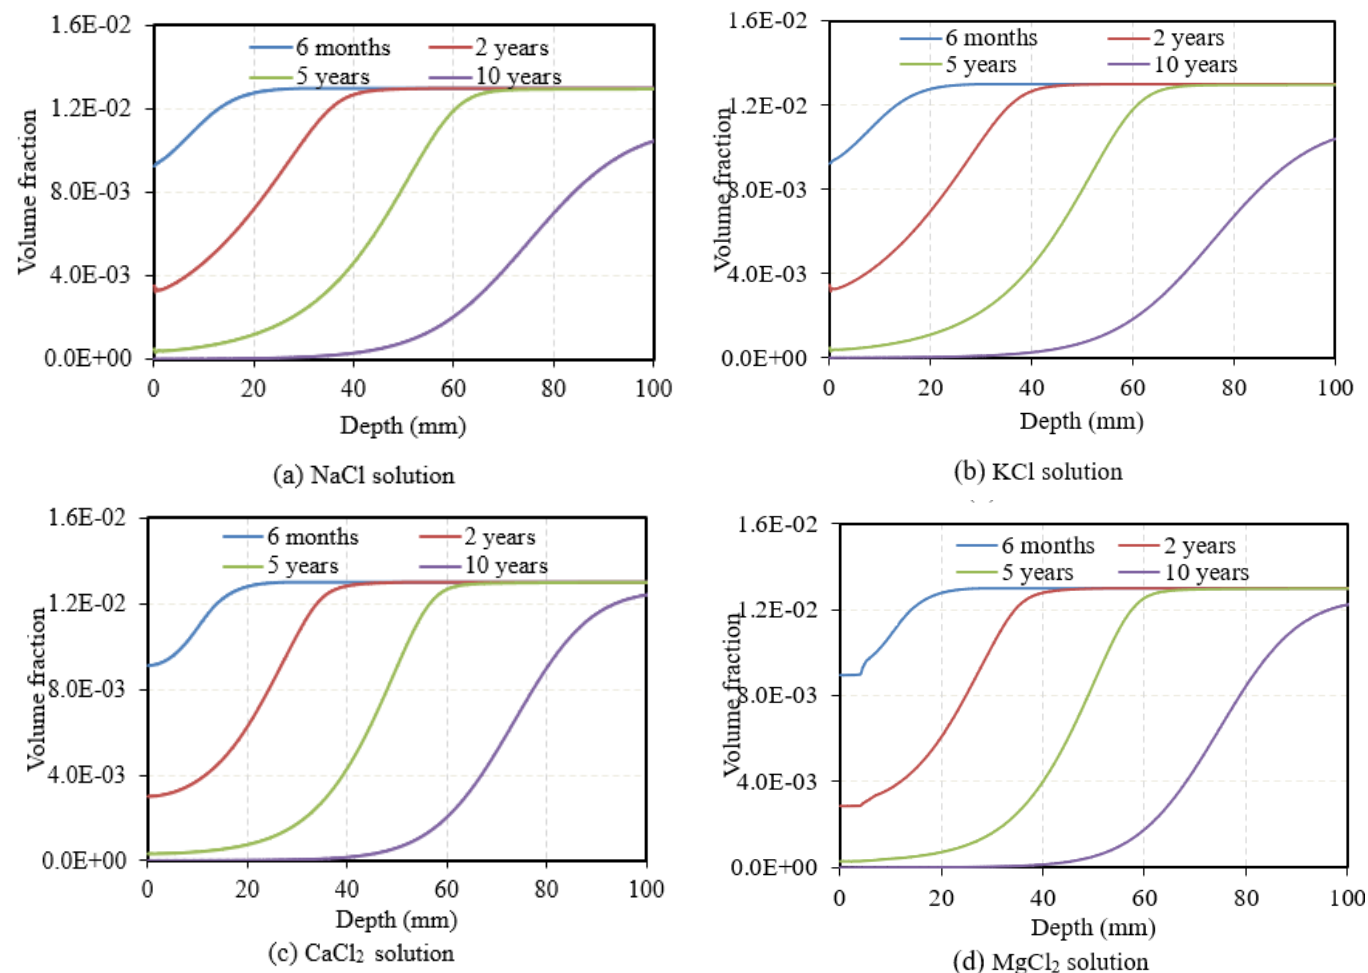 1.6E-02
1.2E-02
8.0E-03
4.0E-03
0.0E+00
Volume fraction
6 months
2 years
5 years
10 years
0 20 40 60 80 100
Depth (mm)
(a) NaCl solution
1.6E-02
1.2E-02
8.0E-03
4.0E-03
0.0E+00
Volume fraction
6 months
2 years
5 years
10 years
0 20 40 60 80 100
Depth (mm)
(b) KCl solution
1.6E-02
1.2E-02
8.0E-03
4.0E-03
0.0E+00
Volume fraction
6 months
2 years
5 years
10 years
0 20 40 60 80 100
Depth (mm)
(c) CaCl₂ solution
1.6E-02
1.2E-02
8.0E-03
4.0E-03
0.0E+00
Volume fraction
6 months
2 years
5 years
10 years
0 20 40 60 80 100
Depth (mm)
(d) MgCl₂ solution